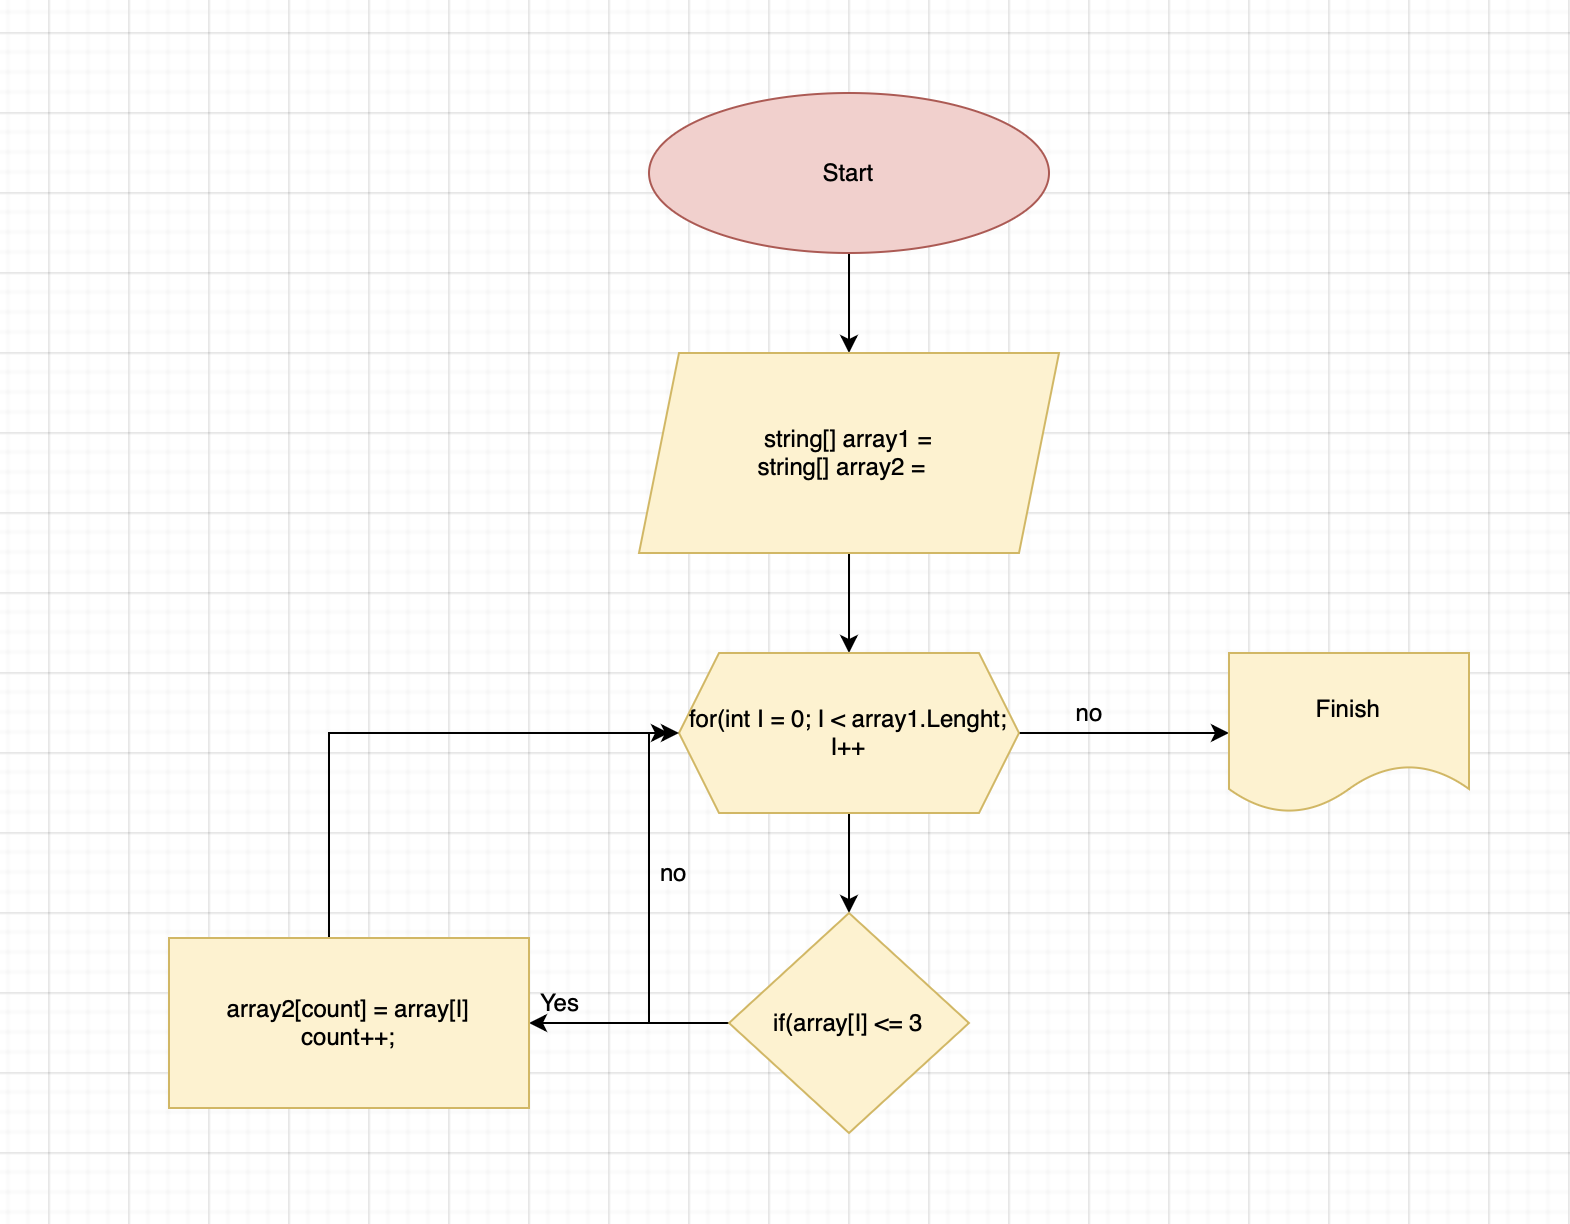 Start
string[] array1 =
string[] array2 =
for(int I = 0; I < array1.Lenght;
I++
no
Finish
no
Yes
array2[count] = array[I]
count++;
if(array[I] <= 3